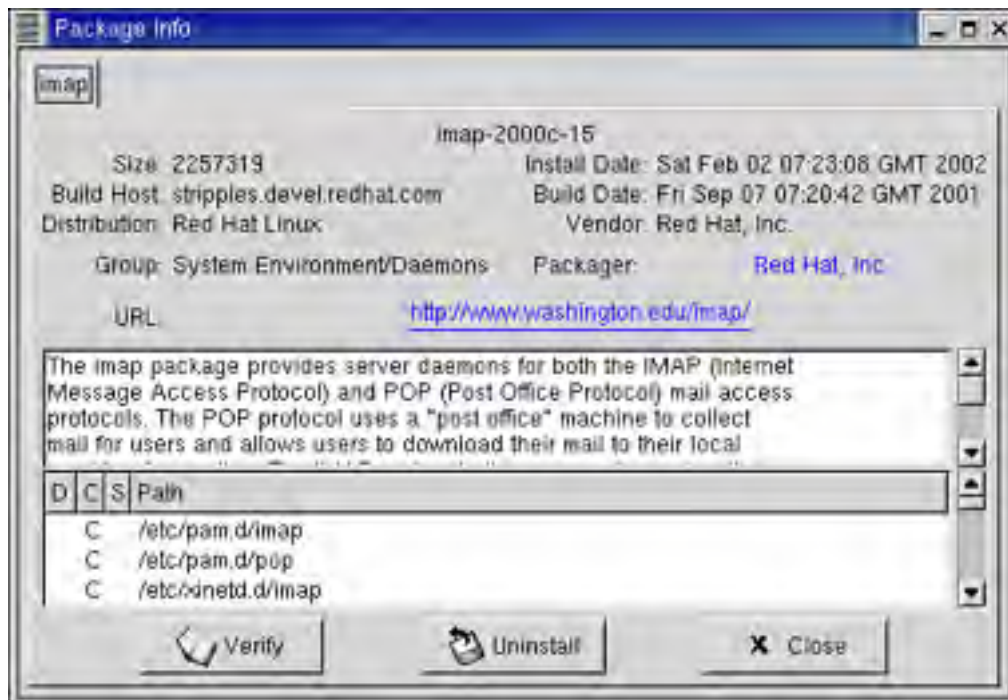 Package Info
imap
imap-2000c-15
Size: 2257319 Install Date: Sat Feb 02 07:23:08 GMT 2002
Build Host: stripples.devel.redhat.com Build Date: Fri Sep 07 07:20:42 GMT 2001
Distribution: Red Hat Linux Vendor: Red Hat, Inc.
Group: System Environment/Daemons Packager: Red Hat, Inc.
URL: http://www.washington.edu/imap/
The imap package provides server daemons for both the IMAP (Internet
Message Access Protocol) and POP (Post Office Protocol) mail access
protocols. The POP protocol uses a "post office" machine to collect
mail for users and allows users to download their mail to their local
D C S Path
C /etc/pam.d/imap
C /etc/pam.d/pop
C /etc/xinetd.d/imap
Verify Uninstall Close